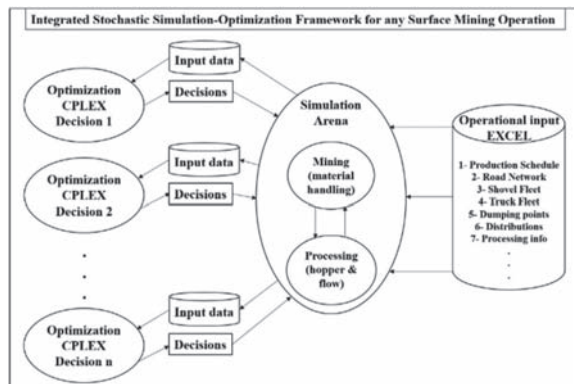 Integrated Stochastic Simulation-Optimization Framework for any Surface Mining Operation
Optimization
CPLEX
Decision 1
Input data
Decisions
Optimization
CPLEX
Decision 2
Input data
Decisions
.
.
.
Optimization
CPLEX
Decision n
Input data
Decisions
Simulation
Arena
Mining
(material
handling)
Processing
(hopper &
flow)
Operational input
EXCEL
1- Production Schedule
2- Road Network
3- Shovel Fleet
4- Truck Fleet
5- Dumping points
6- Distributions
7- Processing info
.
.
.